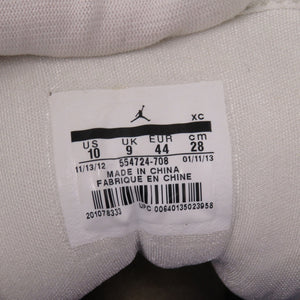 XC
US UK EUR cm
10 9 44 28
11/13/12 01/11/13
554724-708
MADE IN CHINA
FABRIQUE EN CHINE
201078333
UPC 00640135023958